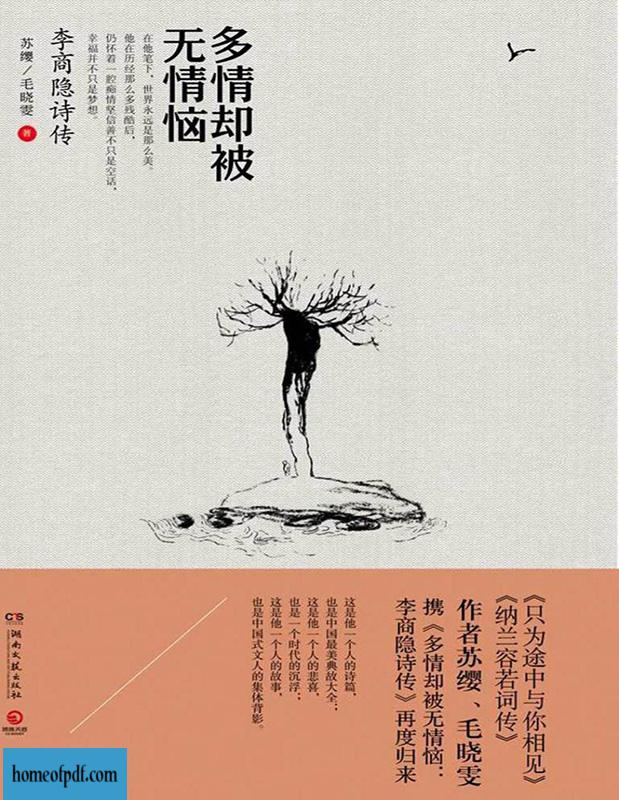 多情却被
无情恼
在他笔下，世界永远是那么美。
他在历经那么多残酷后，
仍怀着一腔痴情坚信善不只是空话，
幸福并不只是梦想。
李商隐诗传
苏缨/毛晓雯
著
《只为途中与你相见》
《纳兰容若词传》
作者苏缨、毛晓雯
携《多情却被无情恼：
李商隐诗传》再度归来
这是他一个人的诗篇，
也是中国最美典故大全；
这是他一个人的悲喜，
也是一个时代的沉浮；
这是他一个人的故事，
也是中国式文人的集体背影。
湖南文艺出版社
博集天卷
homeofpdf.com